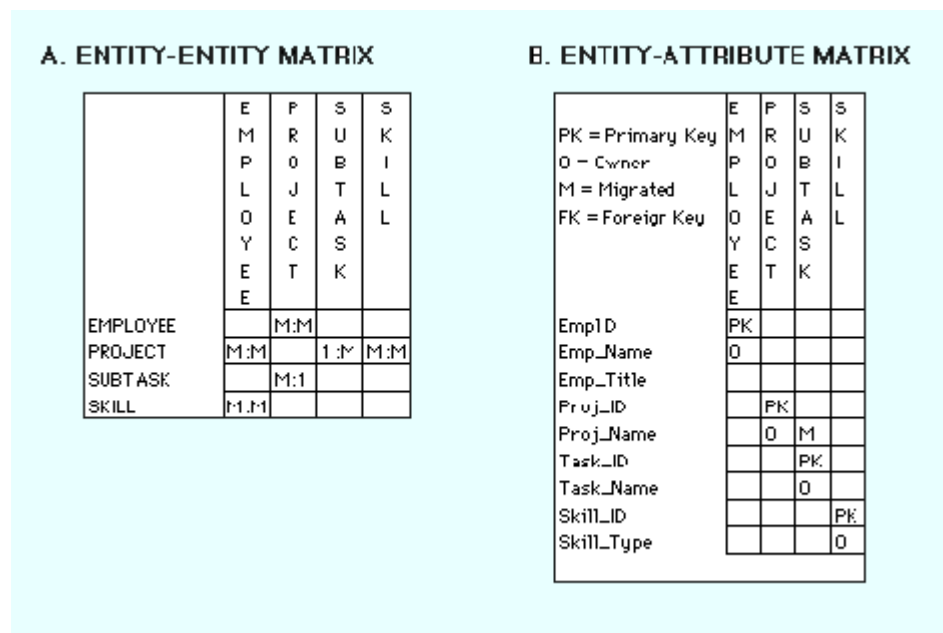 A. ENTITY-ENTITY MATRIX
B. ENTITY-ATTRIBUTE MATRIX
E P S S
M R U K
P O B I
L J T L
O E A L
Y C S
E T K
E
EMPLOYEE M:M
PROJECT M:M 1:M M:M
SUBTASK M:1
SKILL M:M
E P S S
PK = Primary Key M R U K
O = Owner P O B I
M = Migrated L J T L
FK = Foreign Key O E A L
Y C S
E T K
E
EmpID PK
Emp_Name O
Emp_Title
Proj_ID PK
Proj_Name O M
Task_ID PK
Task_Name O
Skill_ID PK
Skill_Type O